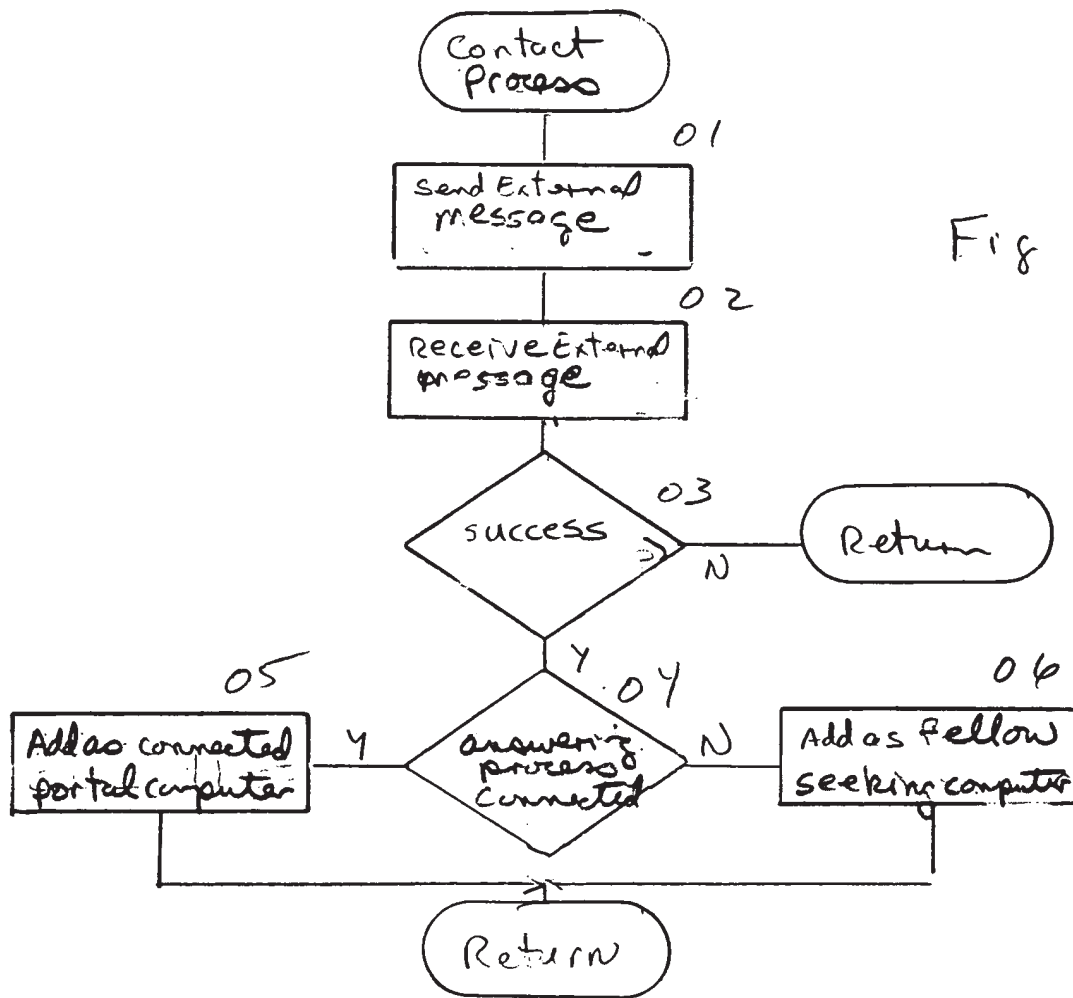 Contact
Process
01
Send External
message
Fig
02
Receive External
message
03
success
N
Return
Y
04
05
06
Add as connected
portal computer
Y
answering
process
connected
N
Add as fellow
seeking computer
Return